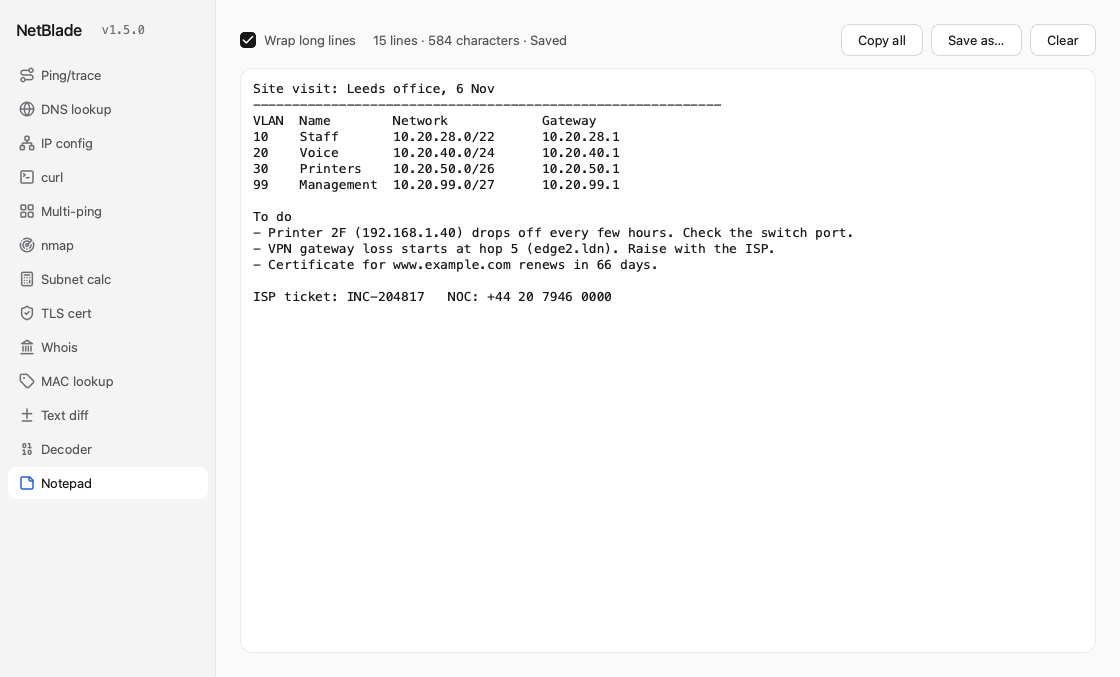 NetBlade v1.5.0
Ping/trace
DNS lookup
IP config
curl
Multi-ping
nmap
Subnet calc
TLS cert
Whois
MAC lookup
Text diff
Decoder
Notepad
Wrap long lines 15 lines · 584 characters · Saved Copy all Save as… Clear
Site visit: Leeds office, 6 Nov
────────────────────────────────────────────────────────────
VLAN  Name        Network            Gateway
10    Staff       10.20.28.0/22      10.20.28.1
20    Voice       10.20.40.0/24      10.20.40.1
30    Printers    10.20.50.0/26      10.20.50.1
99    Management  10.20.99.0/27      10.20.99.1
To do
- Printer 2F (192.168.1.40) drops off every few hours. Check the switch port.
- VPN gateway loss starts at hop 5 (edge2.ldn). Raise with the ISP.
- Certificate for www.example.com renews in 66 days.
ISP ticket: INC-204817   NOC: +44 20 7946 0000